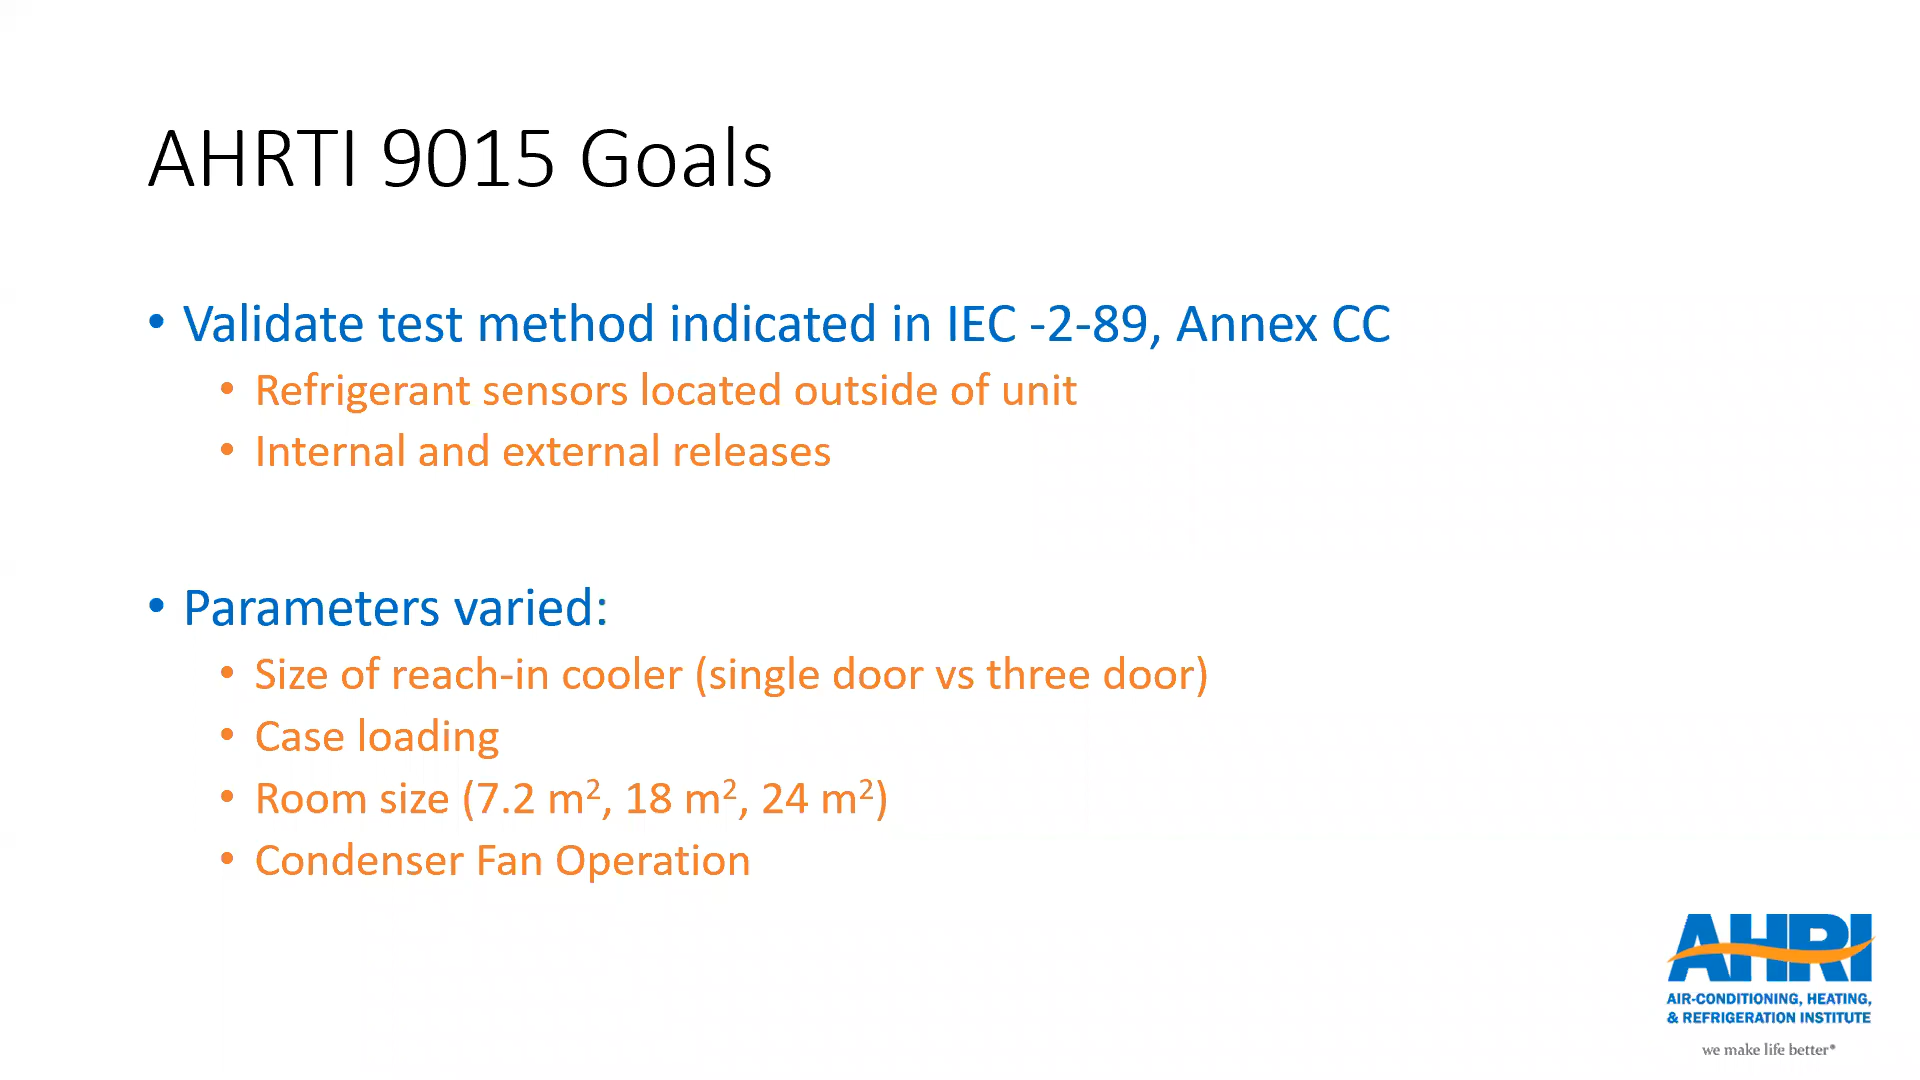 AHRTI 9015 Goals
• Validate test method indicated in IEC -2-89, Annex CC
• Refrigerant sensors located outside of unit
• Internal and external releases
• Parameters varied:
• Size of reach-in cooler (single door vs three door)
• Case loading
• Room size (7.2 m², 18 m², 24 m²)
• Condenser Fan Operation
AHRI
AIR-CONDITIONING, HEATING,
& REFRIGERATION INSTITUTE
we make life better®